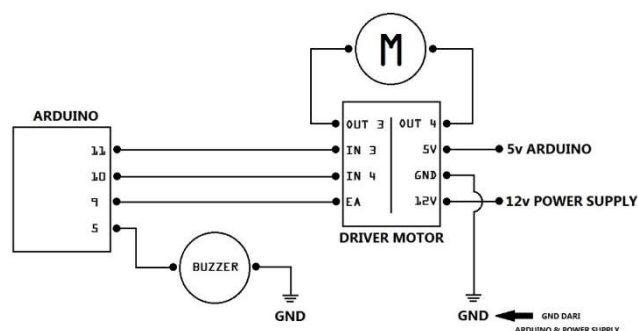 M
ARDUINO
11
10
9
5
OUT 3
OUT 4
IN 3
5V
IN 4
GND
EA
12V
5v ARDUINO
12v POWER SUPPLY
DRIVER MOTOR
BUZZER
GND
GND
GND DARI
ARDUINO & POWER SUPPLY